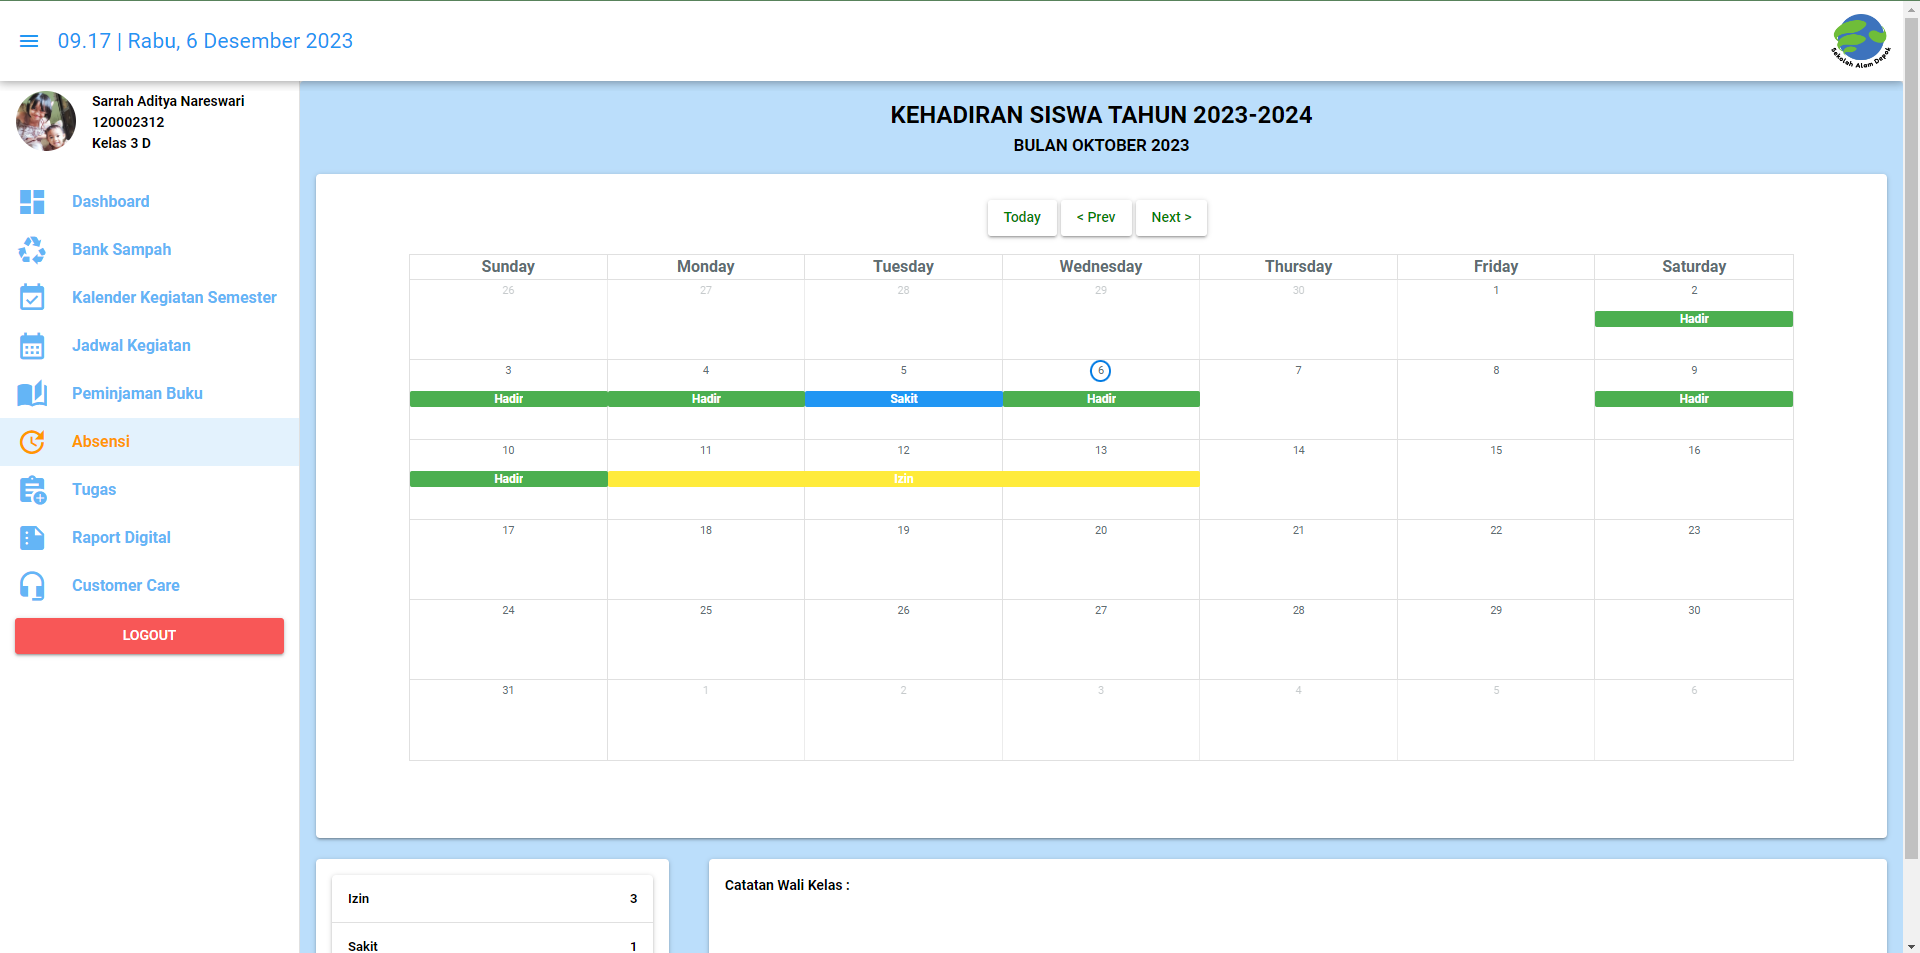 09.17 | Rabu, 6 Desember 2023
Sekolah Alam Depok
Sarrah Aditya Nareswari
120002312
Kelas 3 D
Dashboard
Bank Sampah
Kalender Kegiatan Semester
Jadwal Kegiatan
Peminjaman Buku
Absensi
Tugas
Raport Digital
Customer Care
LOGOUT
KEHADIRAN SISWA TAHUN 2023-2024
BULAN OKTOBER 2023
Today < Prev Next >
Sunday Monday Tuesday Wednesday Thursday Friday Saturday
26 27 28 29 30 1 2
Hadir
3 4 5 6 7 8 9
Hadir Hadir Sakit Hadir Hadir
10 11 12 13 14 15 16
Hadir Izin
17 18 19 20 21 22 23
24 25 26 27 28 29 30
31 1 2 3 4 5 6
Izin 3
Sakit 1
Catatan Wali Kelas :